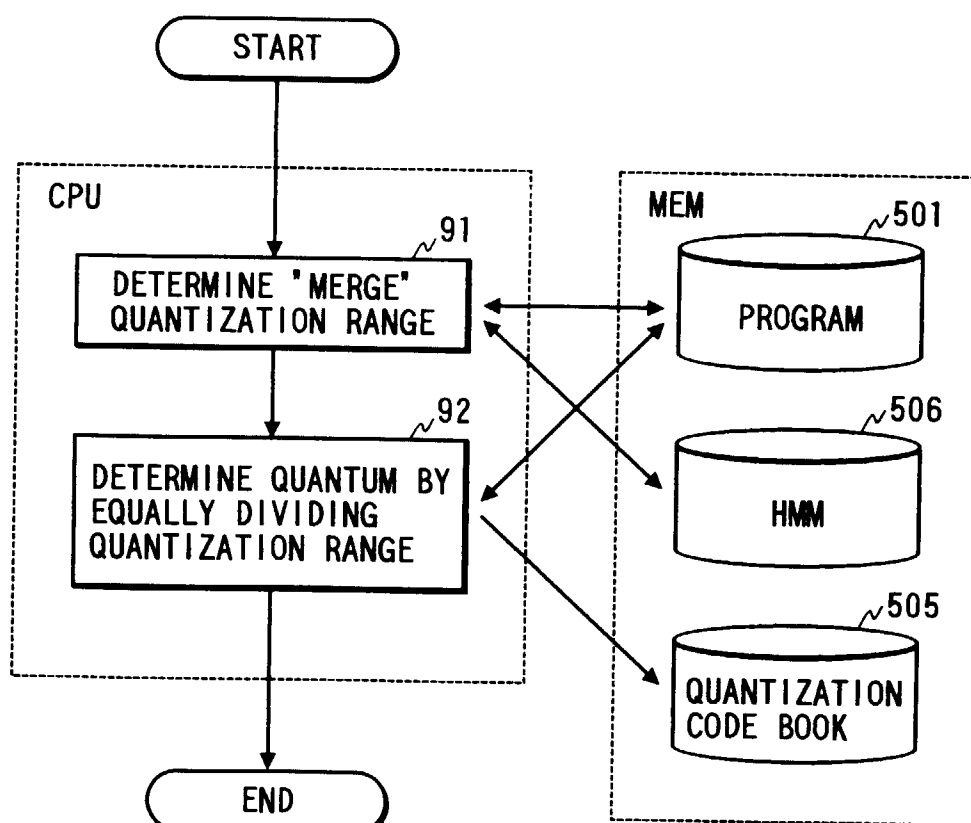 START
CPU
91
DETERMINE "MERGE"
QUANTIZATION RANGE
92
DETERMINE QUANTUM BY
EQUALLY DIVIDING
QUANTIZATION RANGE
END
MEM
501
PROGRAM
506
HMM
505
QUANTIZATION
CODE BOOK